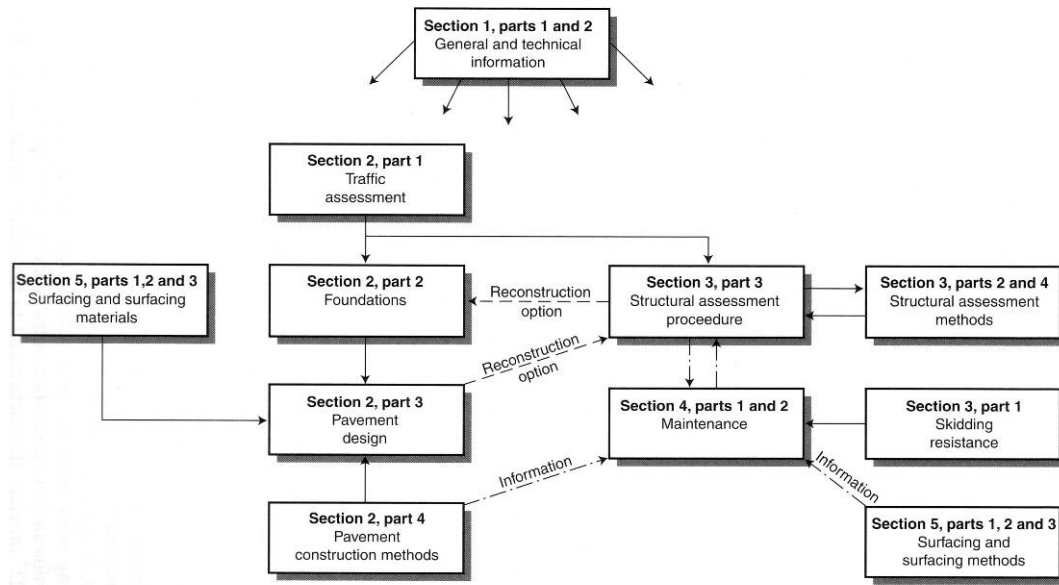 Section 1, parts 1 and 2
General and technical
information
Section 2, part 1
Traffic
assessment
Section 5, parts 1,2 and 3
Surfacing and surfacing
materials
Section 2, part 2
Foundations
Reconstruction
option
Section 3, part 3
Structural assessment
proceedure
Section 3, parts 2 and 4
Structural assessment
methods
Reconstruction
option
Section 2, part 3
Pavement
design
Section 4, parts 1 and 2
Maintenance
Section 3, part 1
Skidding
resistance
Information
Information
Section 2, part 4
Pavement
construction methods
Section 5, parts 1, 2 and 3
Surfacing and
surfacing methods